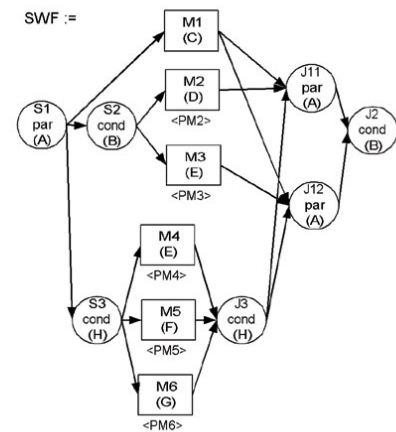 SWF :=
M1
(C)
M2
(D)
<PM2>
M3
(E)
<PM3>
S1
par
(A)
S2
cond
(B)
J11
par
(A)
J2
cond
(B)
J12
par
(A)
M4
(E)
<PM4>
S3
cond
(H)
M5
(F)
<PM5>
J3
cond
(H)
M6
(G)
<PM6>